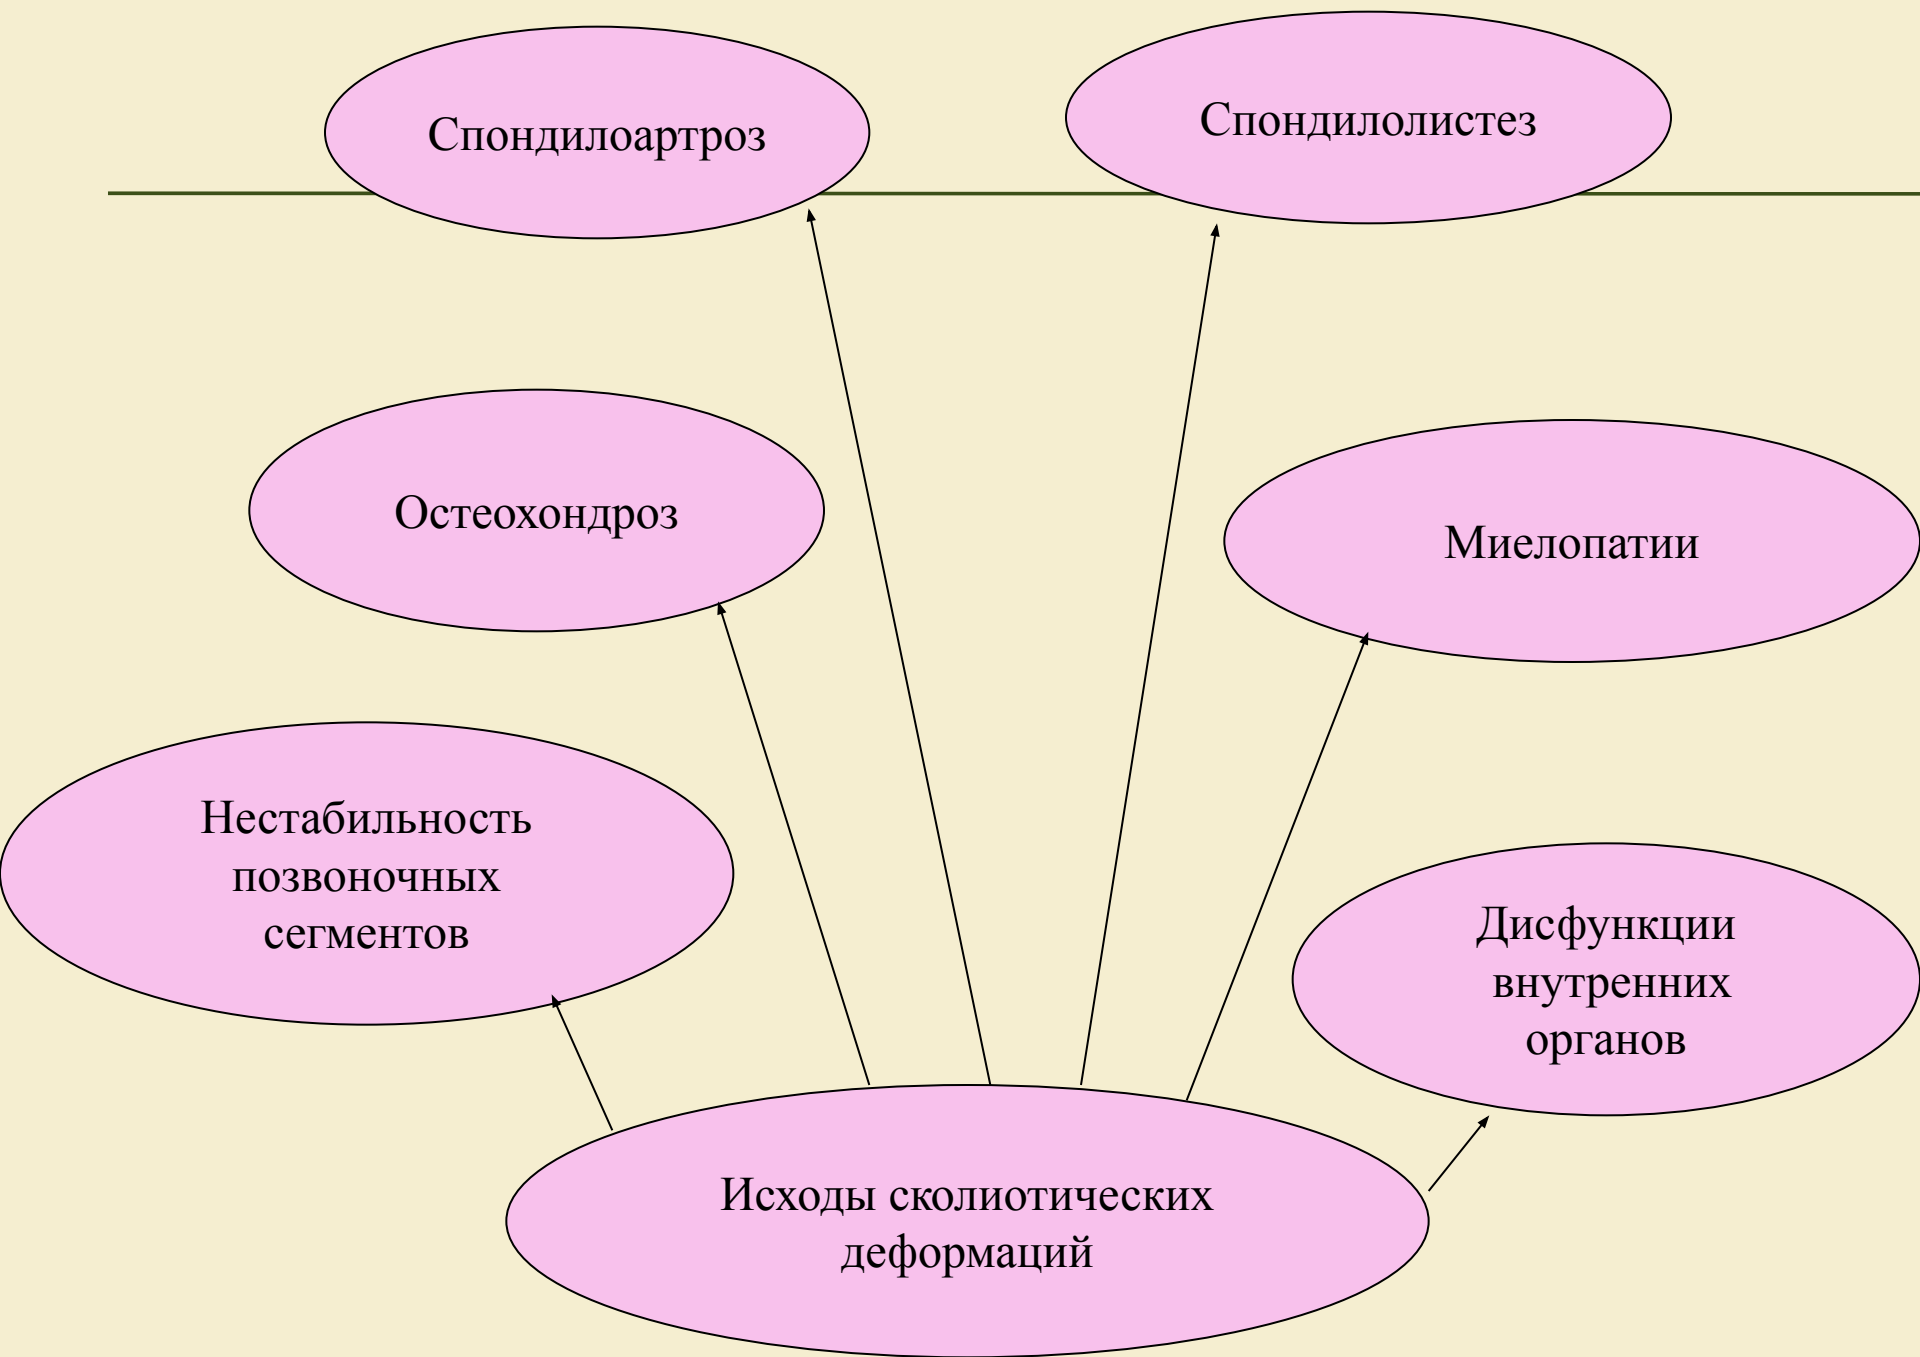 Спондилоартроз
Спондилолистез
Остеохондроз
Миелопатии
Нестабильность
позвоночных
сегментов
Дисфункции
внутренних
органов
Исходы сколиотических
деформаций